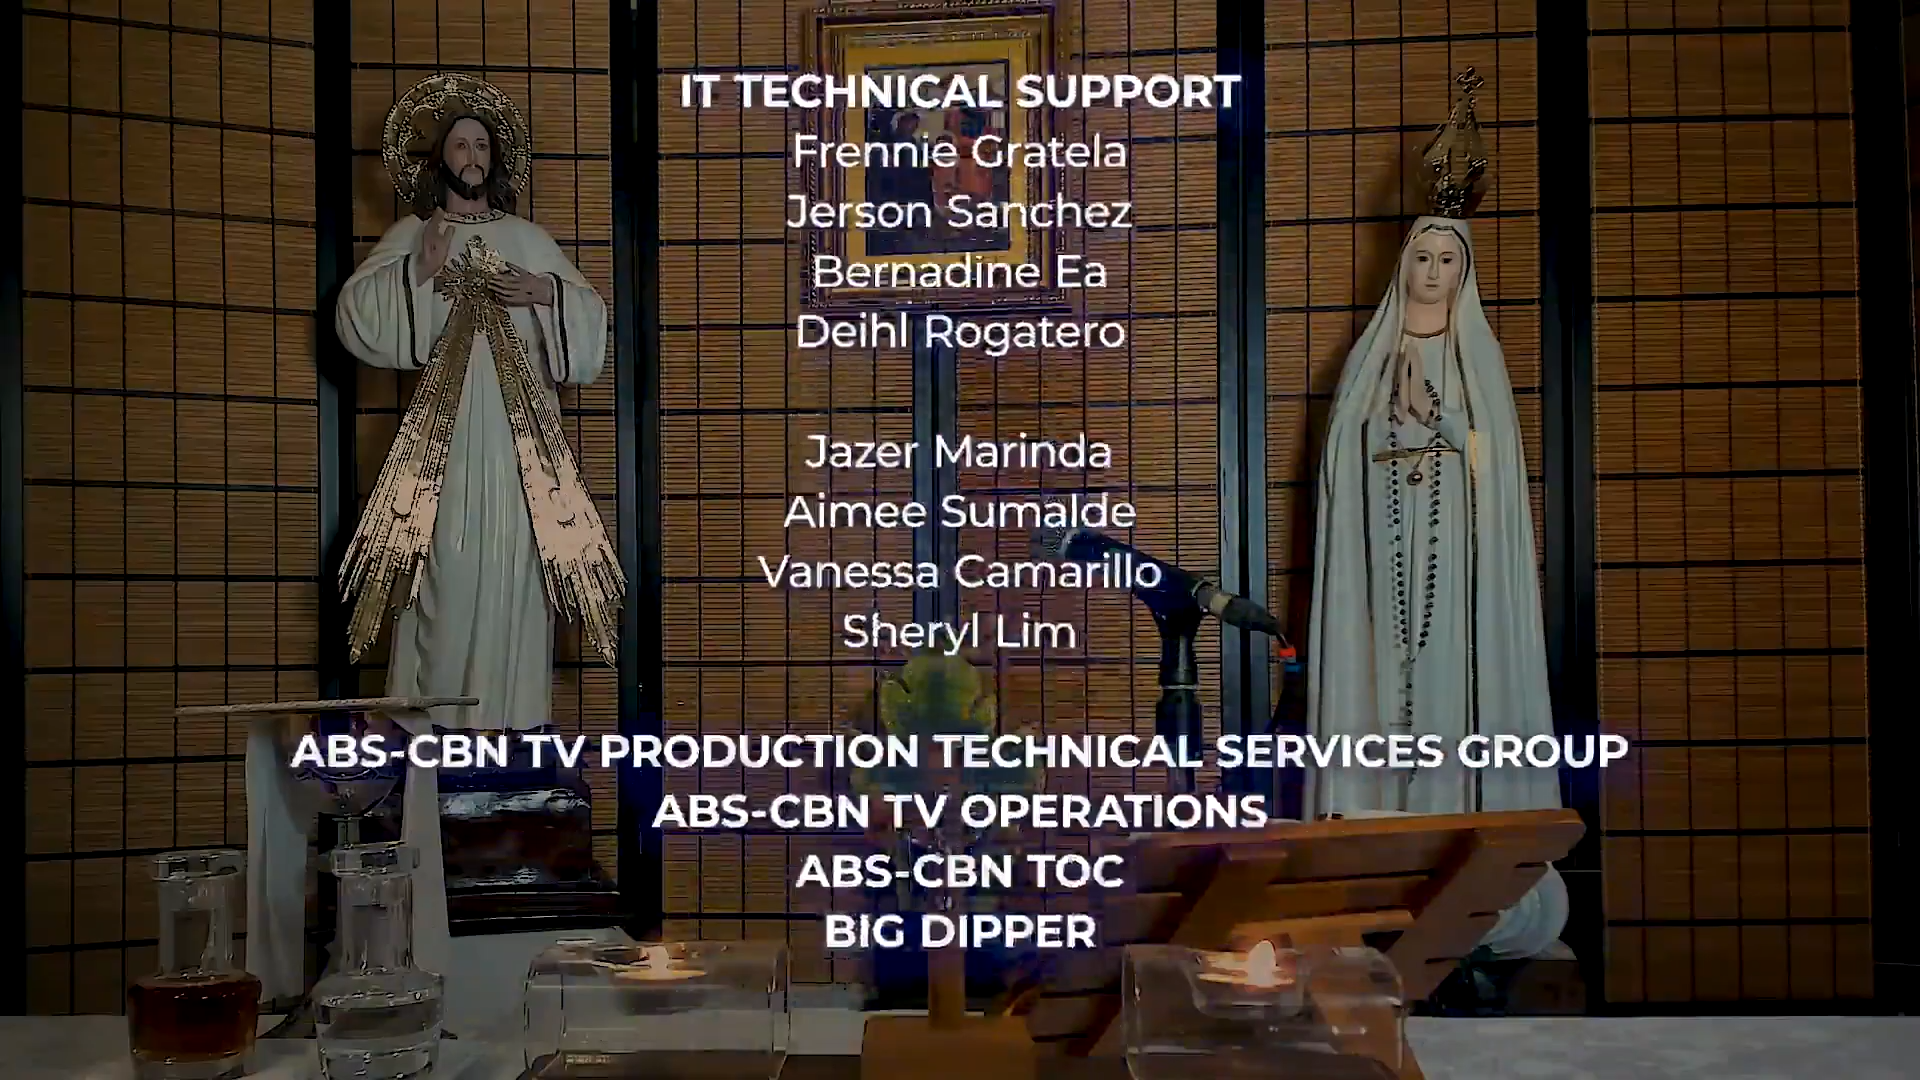 IT TECHNICAL SUPPORT
Frennie Gratela
Jerson Sanchez
Bernadine Ea
Deihl Rogatero
Jazer Marinda
Aimee Sumalde
Vanessa Camarillo
Sheryl Lim
ABS-CBN TV PRODUCTION TECHNICAL SERVICES GROUP
ABS-CBN TV OPERATIONS
ABS-CBN TOC
BIG DIPPER